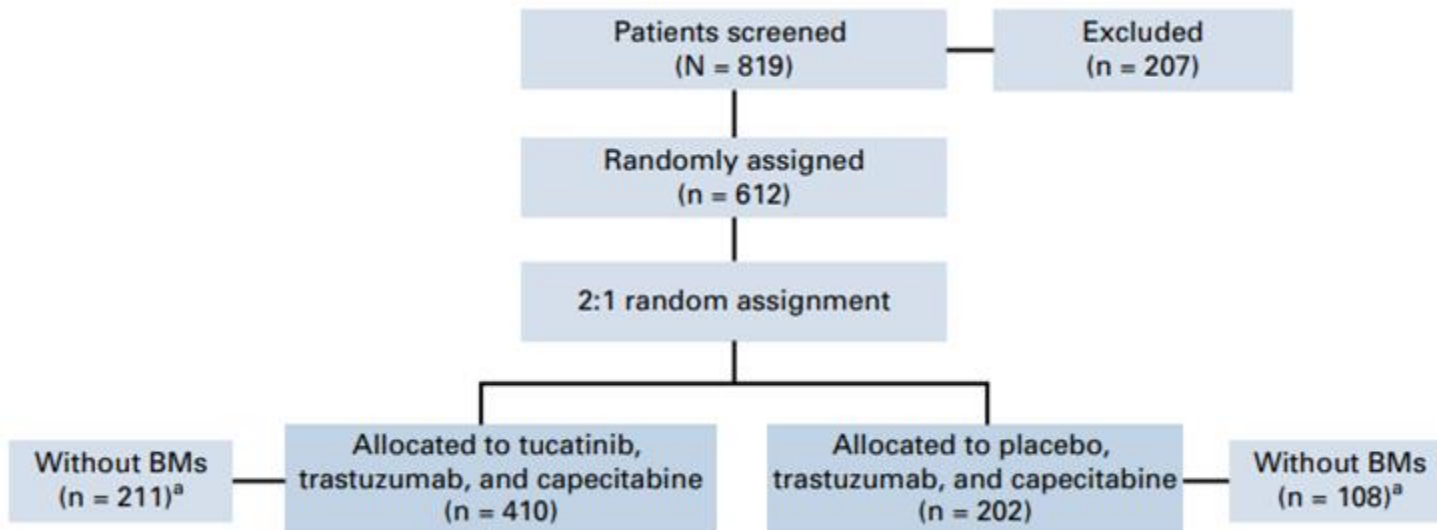 Patients screened
(N = 819)
Excluded
(n = 207)
Randomly assigned
(n = 612)
2:1 random assignment
Without BMs
(n = 211)a
Allocated to tucatinib,
trastuzumab, and capecitabine
(n = 410)
Allocated to placebo,
trastuzumab, and capecitabine
(n = 202)
Without BMs
(n = 108)a